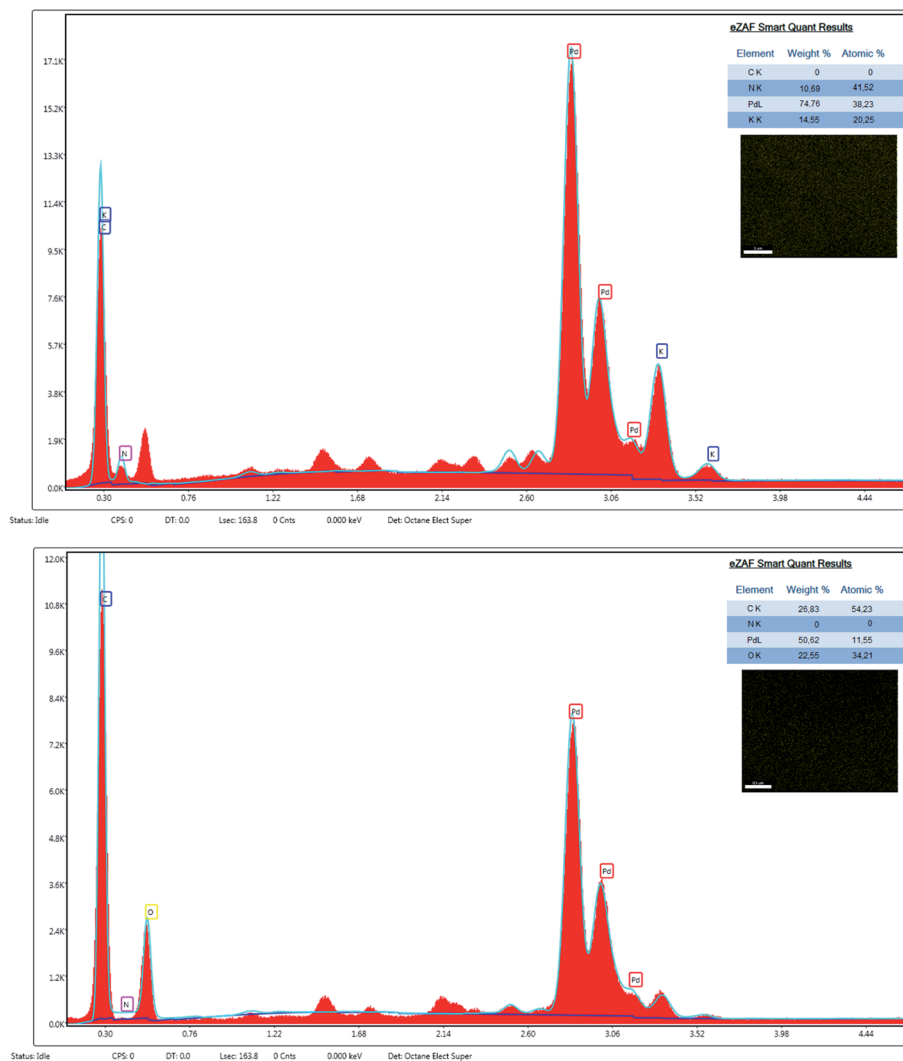 eZAF Smart Quant Results
Element Weight % Atomic %
C K 0 0
N K 10,69 41,52
PdL 74,76 38,23
K K 14,55 20,25
17.1K
15.2K
13.3K
11.4K
9.5K
7.6K
5.7K
3.8K
1.9K
0.0K
K
C
N
Pd
Pd
Pd
K
K
0.30 0.76 1.22 1.68 2.14 2.60 3.06 3.52 3.98 4.44
Status: Idle CPS: 0 DT: 0.0 Lsec: 163.8 0 Cnts 0.000 keV Det: Octane Elect Super
eZAF Smart Quant Results
Element Weight % Atomic %
C K 26,83 54,23
N K 0 0
PdL 50,62 11,55
O K 22,55 34,21
12.0K
10.8K
9.6K
8.4K
7.2K
6.0K
4.8K
3.6K
2.4K
1.2K
0.0K
C
N
O
Pd
Pd
Pd
0.30 0.76 1.22 1.68 2.14 2.60 3.06 3.52 3.98 4.44
Status: Idle CPS: 0 DT: 0.0 Lsec: 163.8 0 Cnts 0.000 keV Det: Octane Elect Super